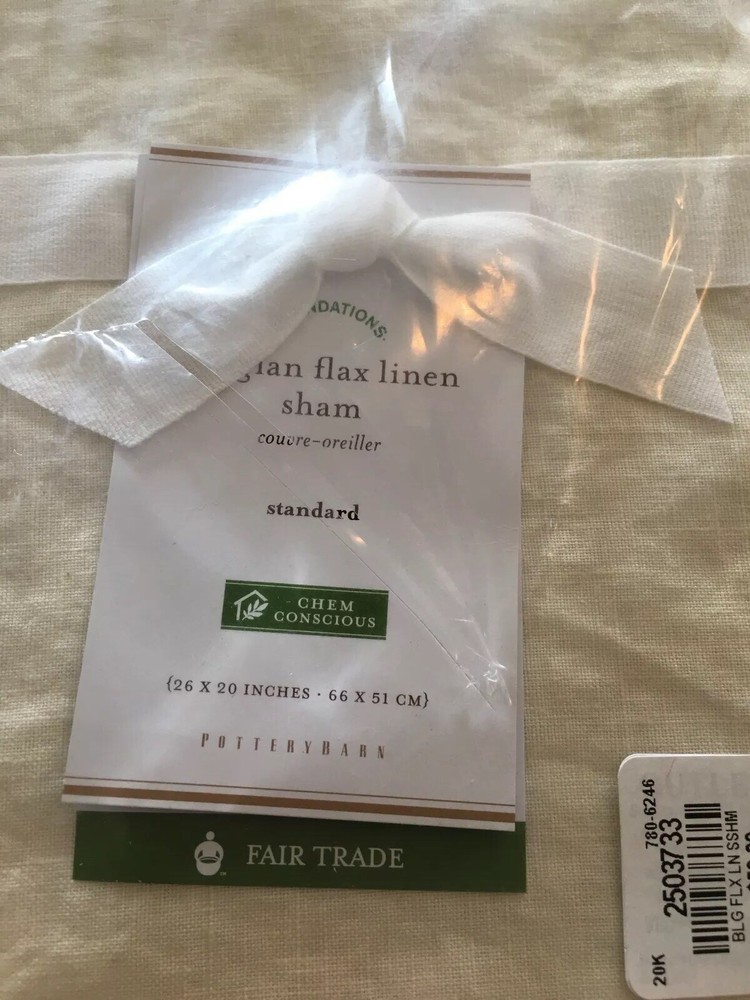 NDATIONS
gian flax linen
sham
couvre-oreiller
standard
CHEM
CONSCIOUS
{26 X 20 INCHES · 66 X 51 CM}
POTTERYBARN
FAIR TRADE
780-6246
2503733
BLG FLX LN SSHM
20K